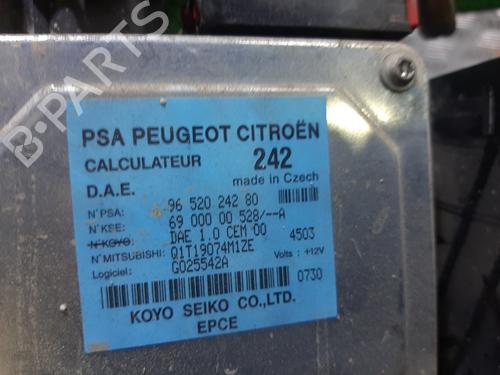 B-PARTS
PSA PEUGEOT CITROËN
CALCULATEUR 242
D.A.E. made in Czech
N°PSA: 96 520 242 80
N°KSE: 69 000 00 528/--A
N°KOYO: DAE 1.0 CEM 00 4503
N°MITSUBISHI: Q1T19074M1ZE Volts : +12V
Logiciel: G025542A
0730
KOYO SEIKO CO.,LTD.
EPCE